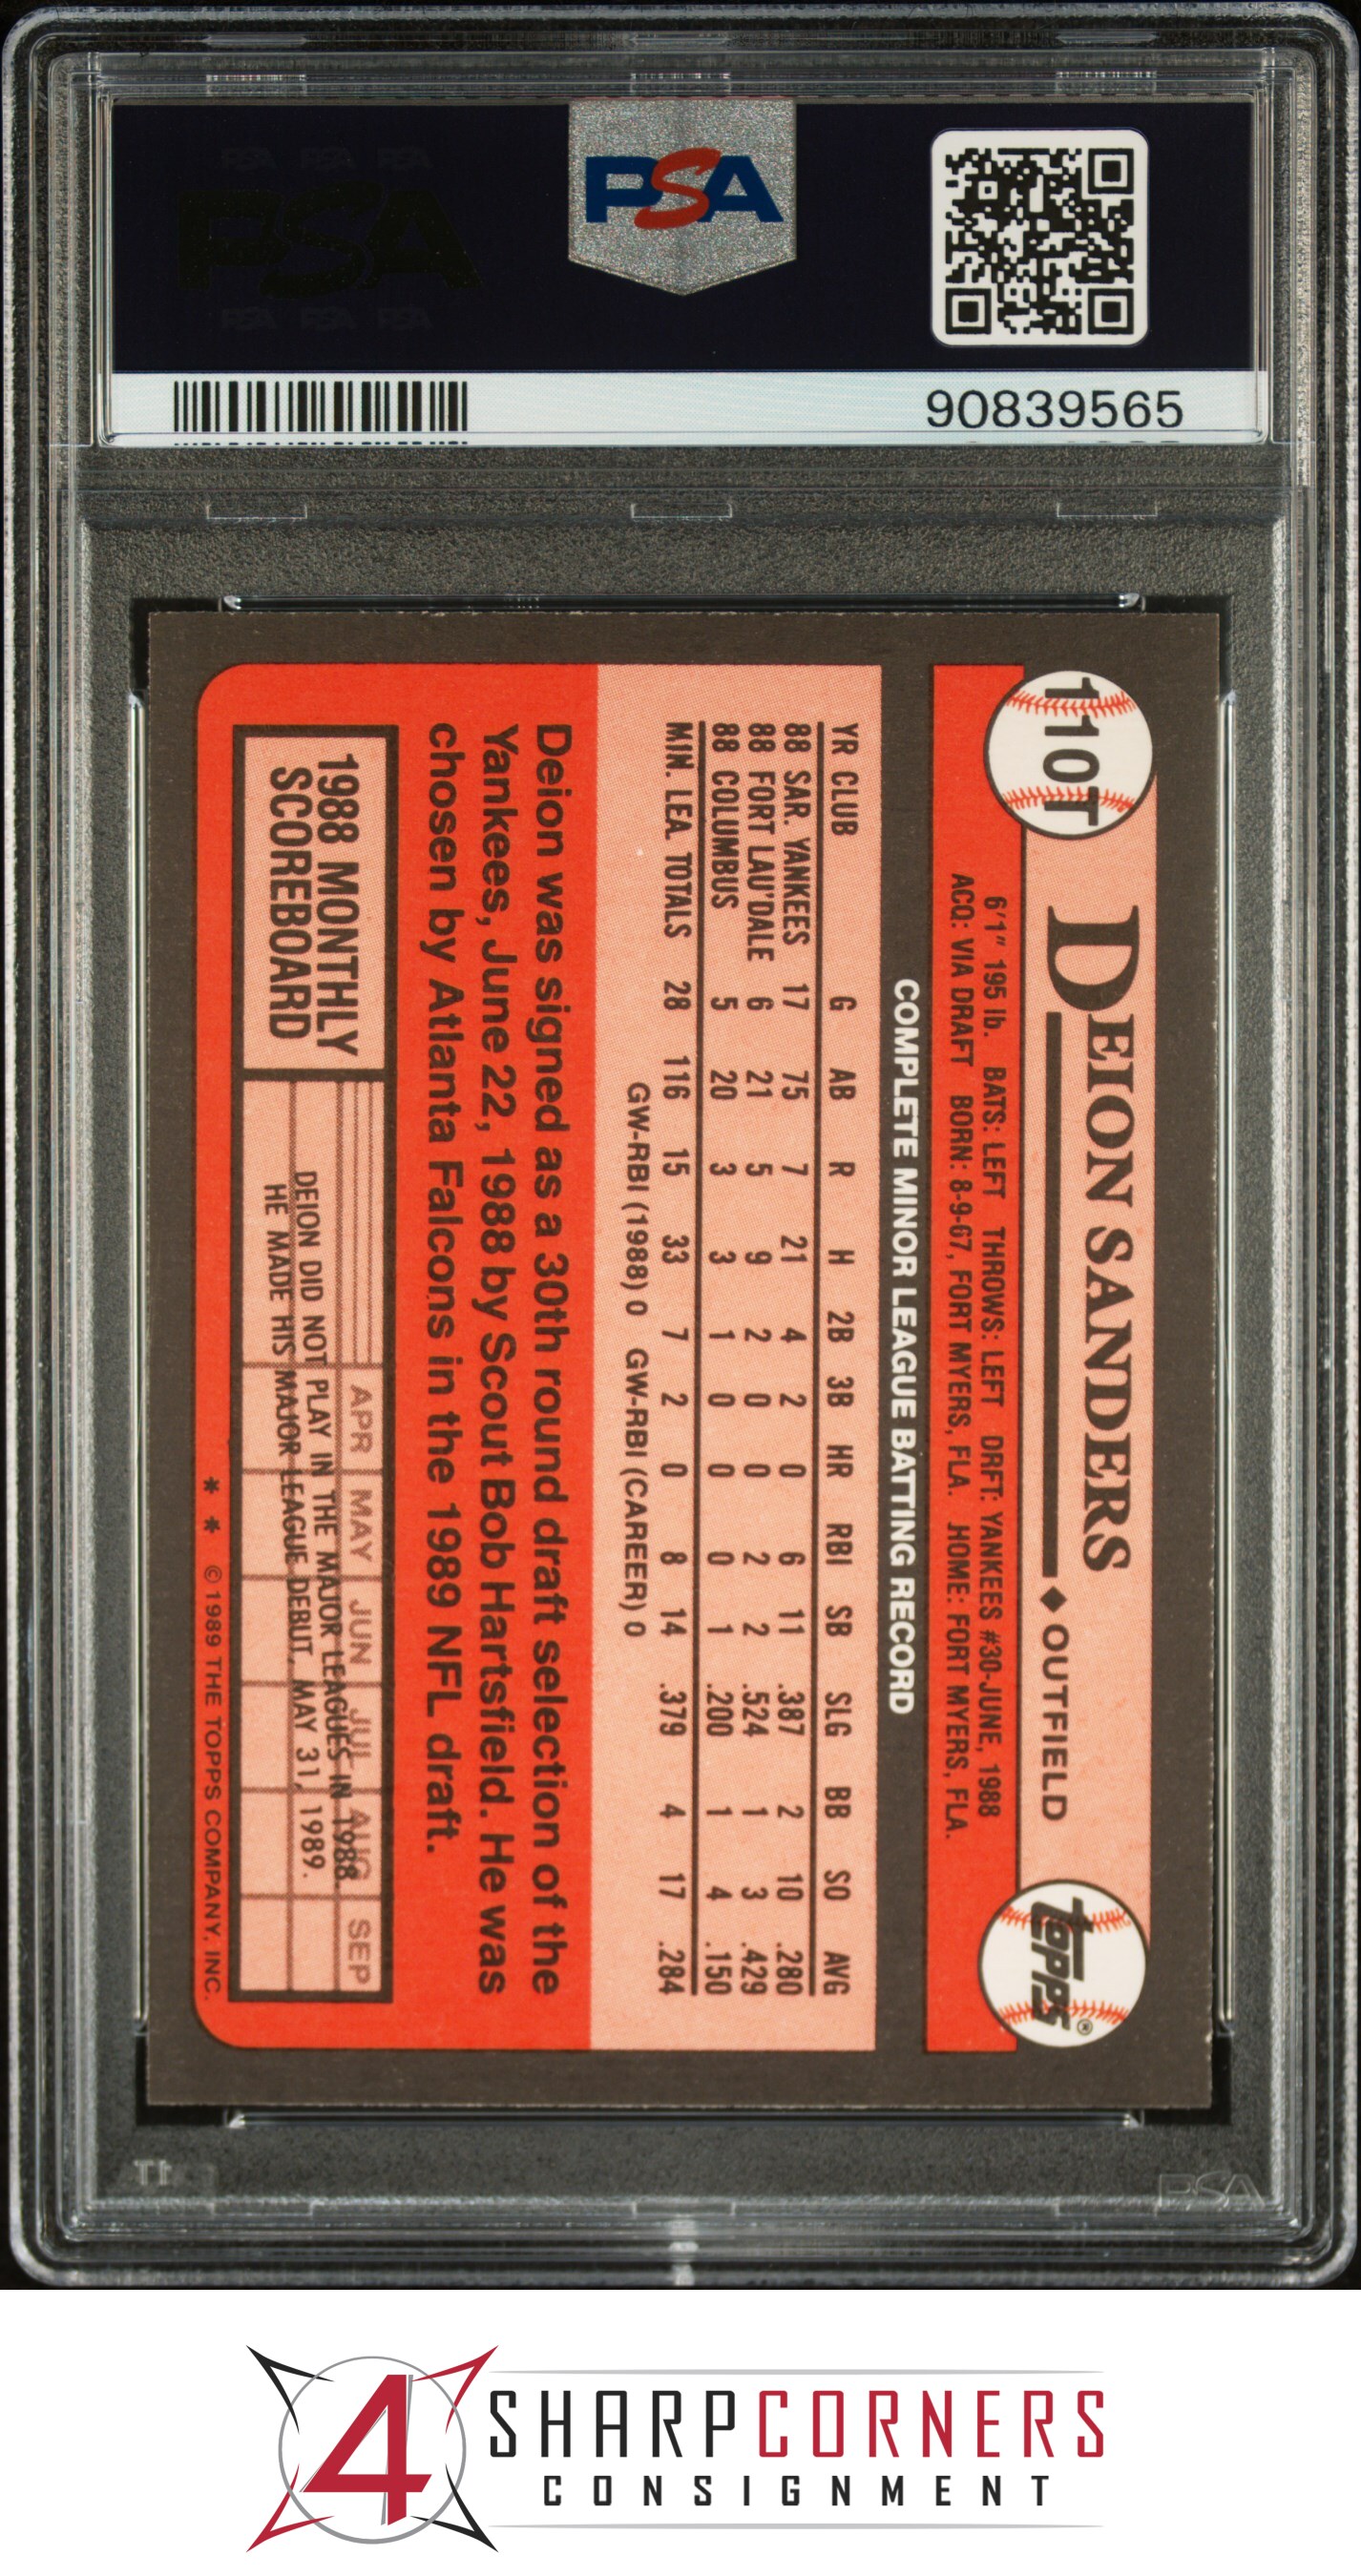 PSA PSA PSA
PSA
PSA PSA PSA
PSA
90839565
110T
DEION SANDERS ◆ OUTFIELD
topps®
6'1" 195 lb. BATS: LEFT THROWS: LEFT DRFT: YANKEES #30-JUNE, 1988
ACQ: VIA DRAFT BORN: 8-9-67, FORT MYERS, FLA. HOME: FORT MYERS, FLA.
COMPLETE MINOR LEAGUE BATTING RECORD
YR CLUB G AB R H 2B 3B HR RBI SB SLG BB SO AVG
88 SAR. YANKEES 17 75 7 21 4 2 0 6 11 .387 2 10 .280
88 FORT LAU'DALE 6 21 5 9 2 0 0 2 2 .524 1 3 .429
88 COLUMBUS 5 20 3 3 1 0 0 0 1 .200 1 4 .150
MIN. LEA. TOTALS 28 116 15 33 7 2 0 8 14 .379 4 17 .284
GW-RBI (1988) 0 GW-RBI (CAREER) 0
Deion was signed as a 30th round draft selection of the
Yankees, June 22, 1988 by Scout Bob Hartsfield. He was
chosen by Atlanta Falcons in the 1989 NFL draft.
1988 MONTHLY
SCOREBOARD
APR MAY JUN JUL AUG SEP
DEION DID NOT PLAY IN THE MAJOR LEAGUES IN 1988.
HE MADE HIS MAJOR LEAGUE DEBUT, MAY 31, 1989.
* * ©1989 THE TOPPS COMPANY, INC.
PSA
4 SHARPCORNERS
CONSIGNMENT